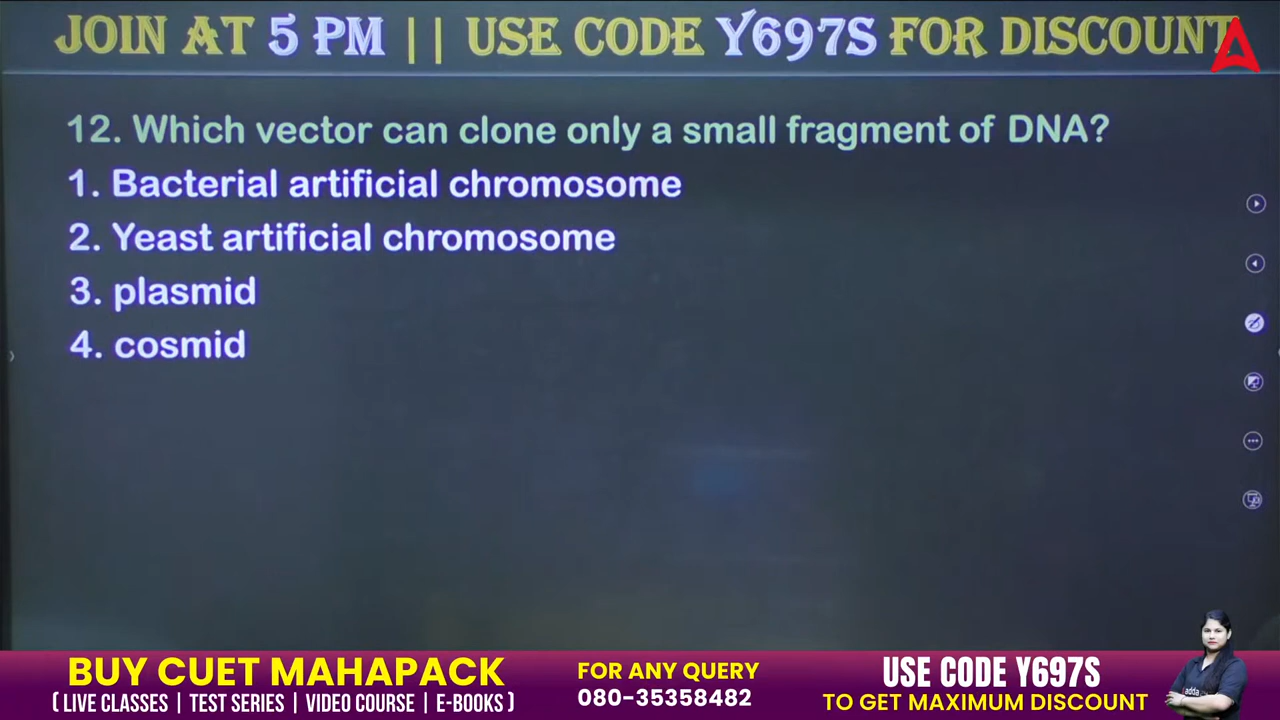 JOIN AT 5 PM || USE CODE Y697S FOR DISCOUNT
12. Which vector can clone only a small fragment of DNA?
1. Bacterial artificial chromosome
2. Yeast artificial chromosome
3. plasmid
4. cosmid
BUY CUET MAHAPACK
( LIVE CLASSES | TEST SERIES | VIDEO COURSE | E-BOOKS )
FOR ANY QUERY
080-35358482
USE CODE Y697S
TO GET MAXIMUM DISCOUNT
adda